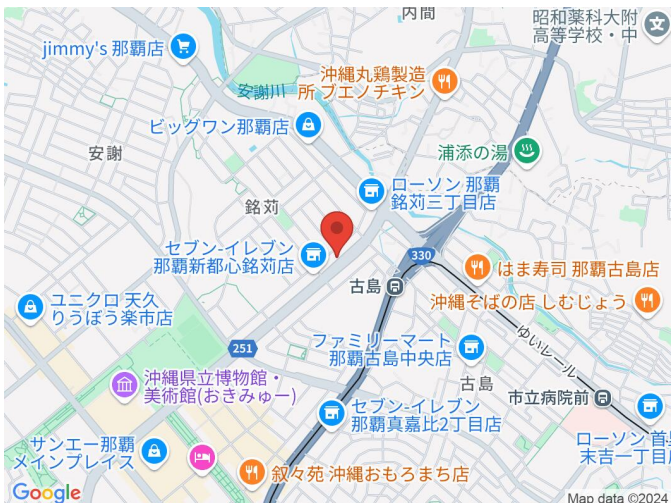 内間
昭和薬科大附
高等学校・中
jimmy's 那覇店
沖縄丸鶏製造
所 ブエノチキン
安謝川
ビッグワン那覇店
安謝
浦添の湯
ローソン 那覇
銘苅三丁目店
銘苅
セブン-イレブン
那覇新都心銘苅店
330
はま寿司 那覇古島店
古島
沖縄そばの店 しむじょう
ユニクロ 天久
りうぼう楽市店
ゆいレール
251
ファミリーマート
那覇古島中央店
沖縄県立博物館・
美術館(おきみゅー)
古島
市立病院前
セブン-イレブン
那覇真嘉比2丁目店
ローソン 首里
末吉一丁目店
サンエー那覇
メインプレイス
叙々苑 沖縄おもろまち店
Google
Map data ©2024